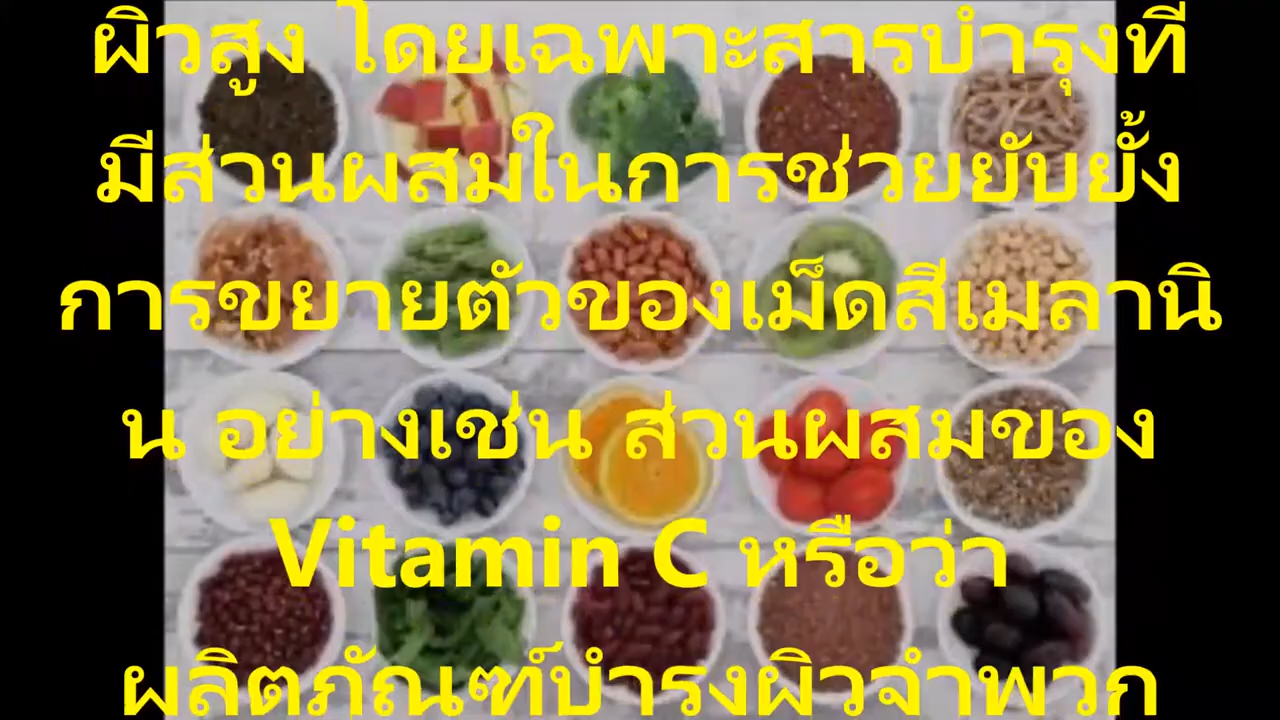 ผิวสูง โดยเฉพาะสารบำรุงที่
มีส่วนผสมในการช่วยยับยั้ง
การขยายตัวของเม็ดสีเมลานิ
น อย่างเช่น ส่วนผสมของ
Vitamin C หรือว่า
ผลิตภัณฑ์บำรุงผิวจำพวก